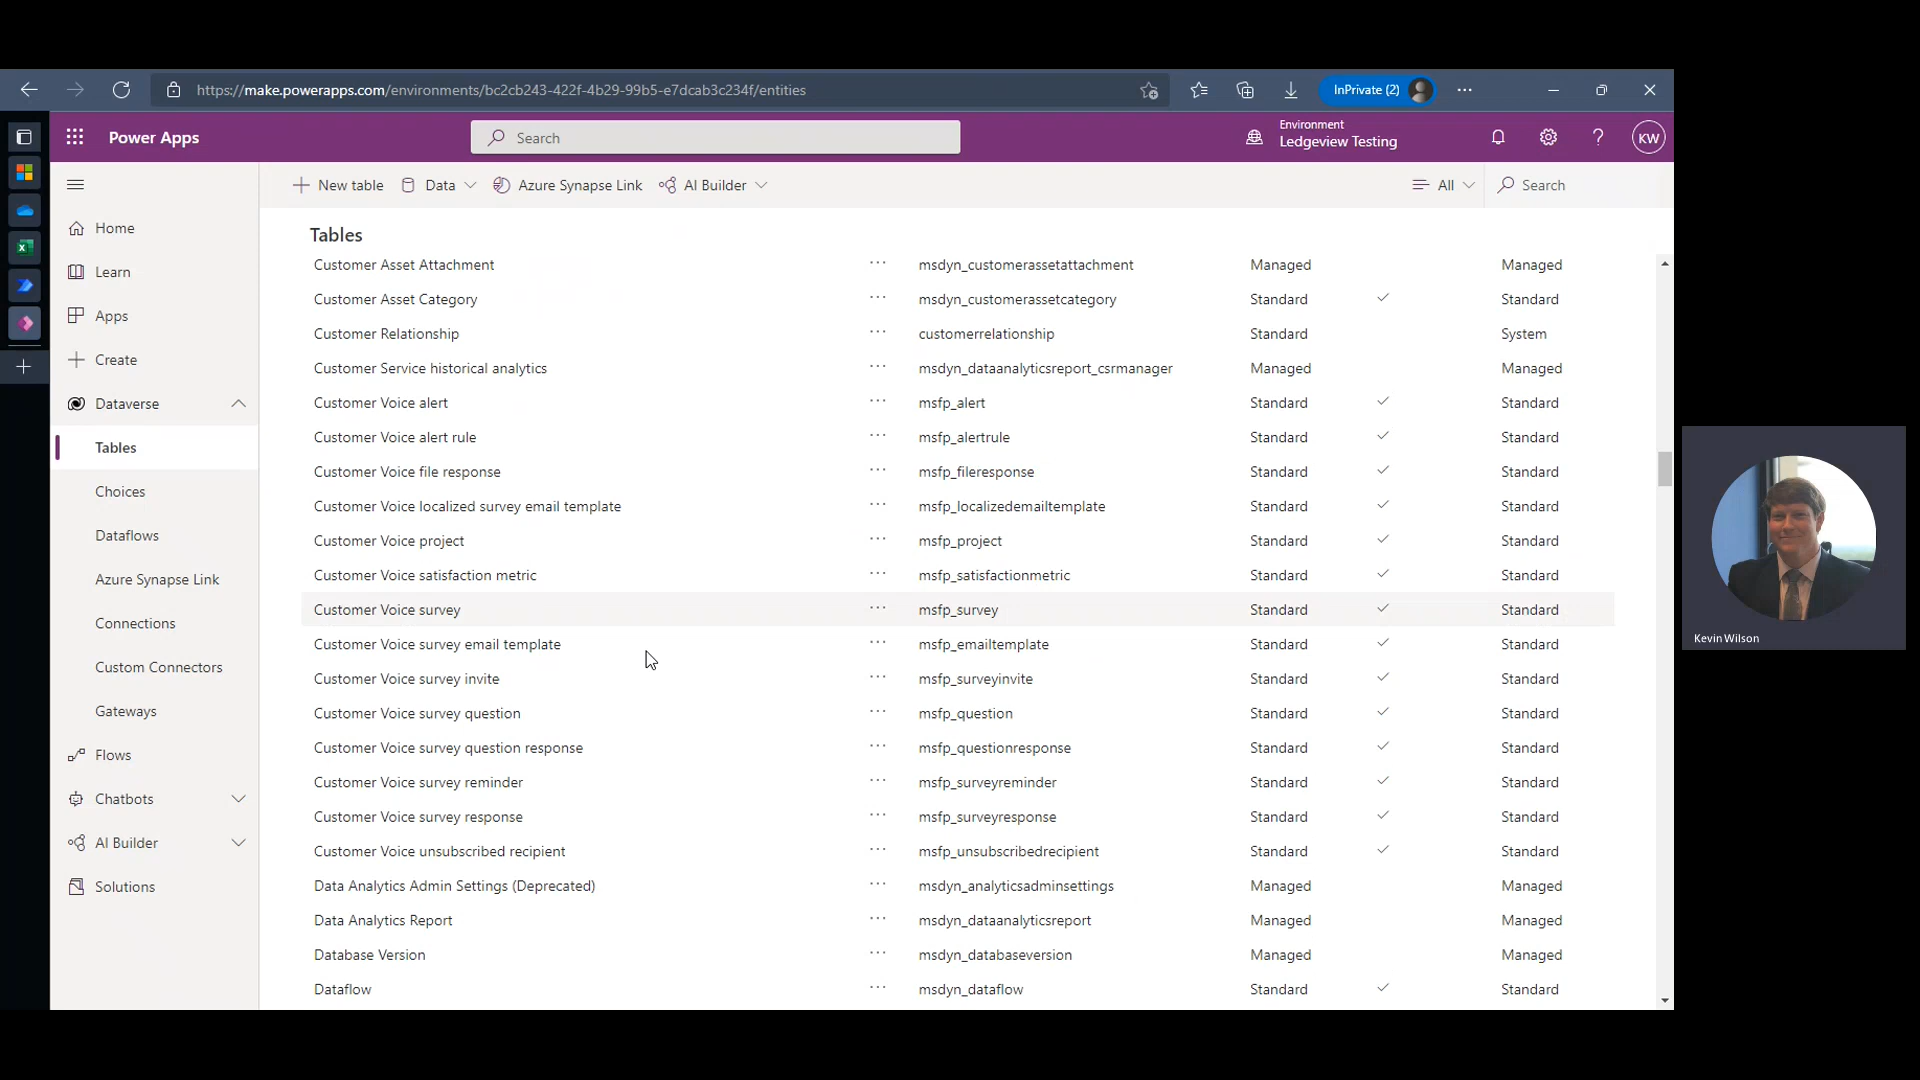 https://make.powerapps.com/environments/bc2cb243-422f-4b29-99b5-e7dcab3c234f/entities
InPrivate (2)
Power Apps
Search
Environment
Ledgeview Testing
KW
New table
Data
Azure Synapse Link
AI Builder
All
Search
Home
Learn
Apps
Create
Dataverse
Tables
Choices
Dataflows
Azure Synapse Link
Connections
Custom Connectors
Gateways
Flows
Chatbots
AI Builder
Solutions
Tables
Customer Asset Attachment ... msdyn_customerassetattachment Managed Managed
Customer Asset Category ... msdyn_customerassetcategory Standard ✓ Standard
Customer Relationship ... customerrelationship Standard System
Customer Service historical analytics ... msdyn_dataanalyticsreport_csrmanager Managed Managed
Customer Voice alert ... msfp_alert Standard ✓ Standard
Customer Voice alert rule ... msfp_alertrule Standard ✓ Standard
Customer Voice file response ... msfp_fileresponse Standard ✓ Standard
Customer Voice localized survey email template ... msfp_localizedemailtemplate Standard ✓ Standard
Customer Voice project ... msfp_project Standard ✓ Standard
Customer Voice satisfaction metric ... msfp_satisfactionmetric Standard ✓ Standard
Customer Voice survey ... msfp_survey Standard ✓ Standard
Customer Voice survey email template ... msfp_emailtemplate Standard ✓ Standard
Customer Voice survey invite ... msfp_surveyinvite Standard ✓ Standard
Customer Voice survey question ... msfp_question Standard ✓ Standard
Customer Voice survey question response ... msfp_questionresponse Standard ✓ Standard
Customer Voice survey reminder ... msfp_surveyreminder Standard ✓ Standard
Customer Voice survey response ... msfp_surveyresponse Standard ✓ Standard
Customer Voice unsubscribed recipient ... msfp_unsubscribedrecipient Standard ✓ Standard
Data Analytics Admin Settings (Deprecated) ... msdyn_analyticsadminsettings Managed Managed
Data Analytics Report ... msdyn_dataanalyticsreport Managed Managed
Database Version ... msdyn_databaseversion Managed Managed
Dataflow ... msdyn_dataflow Standard ✓ Standard
Kevin Wilson